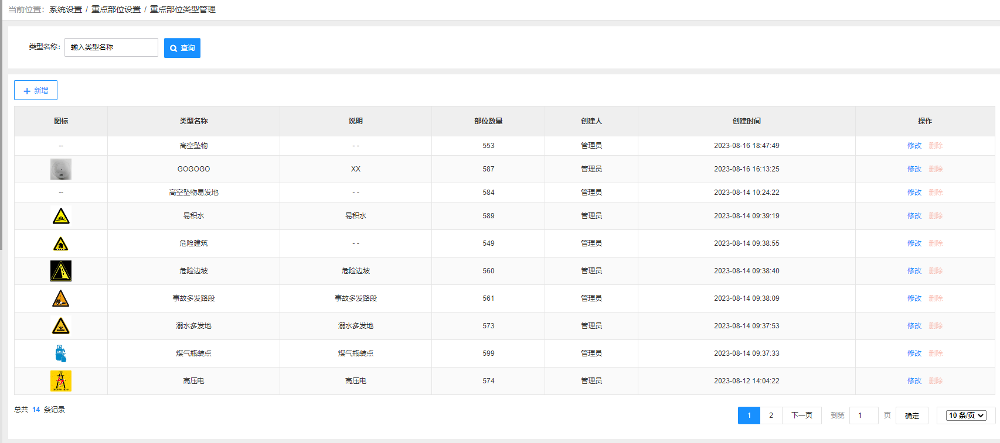 当前位置：系统设置 / 重点部位设置 / 重点部位类型管理
类型名称： 输入类型名称 查询
新增
图标 类型名称 说明 部位数量 创建人 创建时间 操作
-- 高空坠物 - - 553 管理员 2023-08-16 18:47:49 修改 删除
GOGOGO XX 587 管理员 2023-08-16 16:13:25 修改 删除
-- 高空坠物易发地 - - 584 管理员 2023-08-14 10:24:22 修改 删除
易积水 易积水 589 管理员 2023-08-14 09:39:19 修改 删除
危险建筑 - - 549 管理员 2023-08-14 09:38:55 修改 删除
危险边坡 危险边坡 560 管理员 2023-08-14 09:38:40 修改 删除
事故多发路段 事故多发路段 561 管理员 2023-08-14 09:38:09 修改 删除
溺水多发地 溺水多发地 573 管理员 2023-08-14 09:37:53 修改 删除
煤气瓶装点 煤气瓶装点 599 管理员 2023-08-14 09:37:33 修改 删除
高压电 高压电 574 管理员 2023-08-12 14:04:22 修改 删除
总共 14 条记录
1 2 下一页 到第 1 页 确定 10 条/页